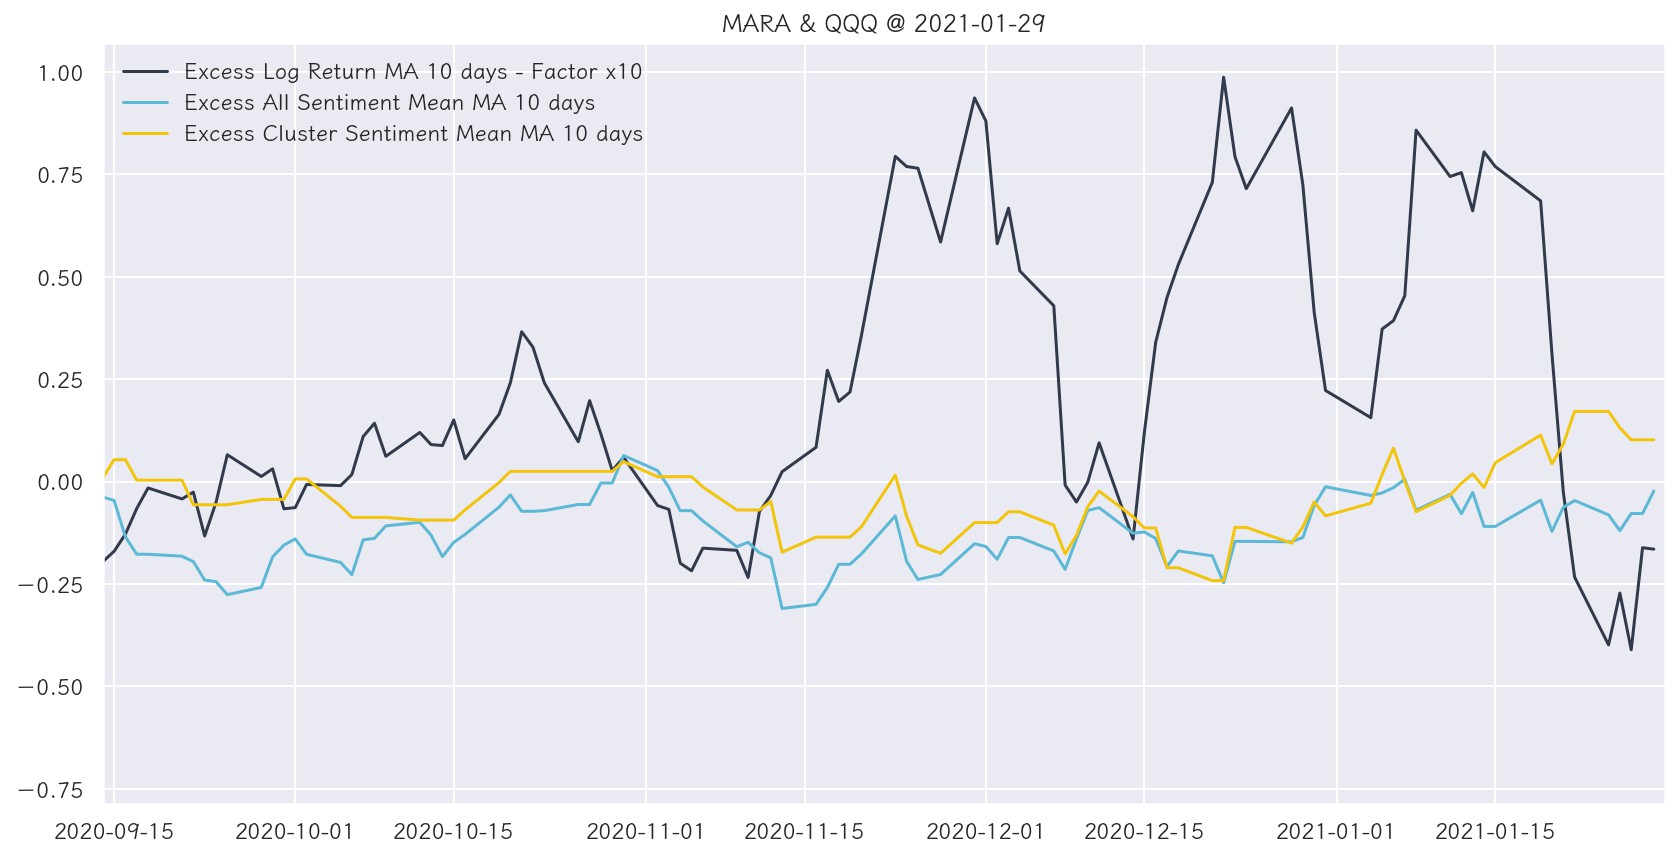 MARA & QQQ @ 2021-01-29
Excess Log Return MA 10 days - Factor x10
Excess All Sentiment Mean MA 10 days
Excess Cluster Sentiment Mean MA 10 days
1.00
0.75
0.50
0.25
0.00
−0.25
−0.50
−0.75
2020-09-15 2020-10-01 2020-10-15 2020-11-01 2020-11-15 2020-12-01 2020-12-15 2021-01-01 2021-01-15